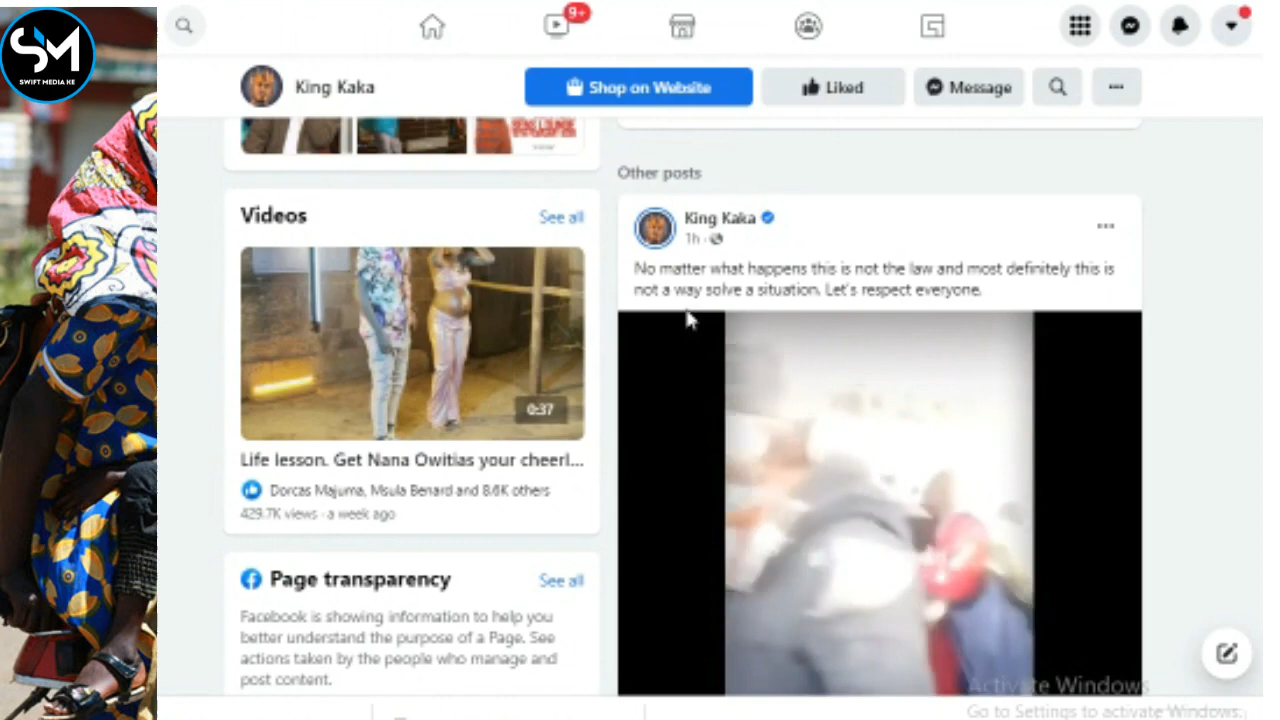 SM
SWIFT MEDIA KE
9+
King Kaka
Shop on Website
Liked
Message
Other posts
Videos
See all
King Kaka
1h
No matter what happens this is not the law and most definitely this is
not a way solve a situation. Let's respect everyone.
0:37
Life lesson. Get Nana Owitias your cheerl...
Dorcas Majuma, Msula Benard and 8.6K others
429.7K views · a week ago
Page transparency
See all
Facebook is showing information to help you
better understand the purpose of a Page. See
actions taken by the people who manage and
post content.
Activate Windows
Go to Settings to activate Windows.